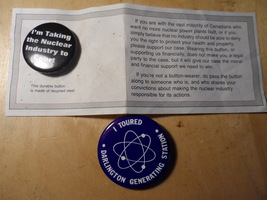 I'm Taking
the Nuclear
Industry to
This durable button
is made of recycled steel
If you are with the vast majority of Canadians who
want no more nuclear power plants built, or if you
simply believe no industry should be able to deny
you the right to protect your health and property,
please support our case. Wearing this button, or
supporting us financially, does not make you a legal
party to the case, but it will give our case the moral
and financial support we need to win.
If you're not a button-wearer, do pass the button
along to someone who is, and who shares your
convictions about making the nuclear industry
responsible for its actions.
I TOURED
DARLINGTON GENERATING STATION